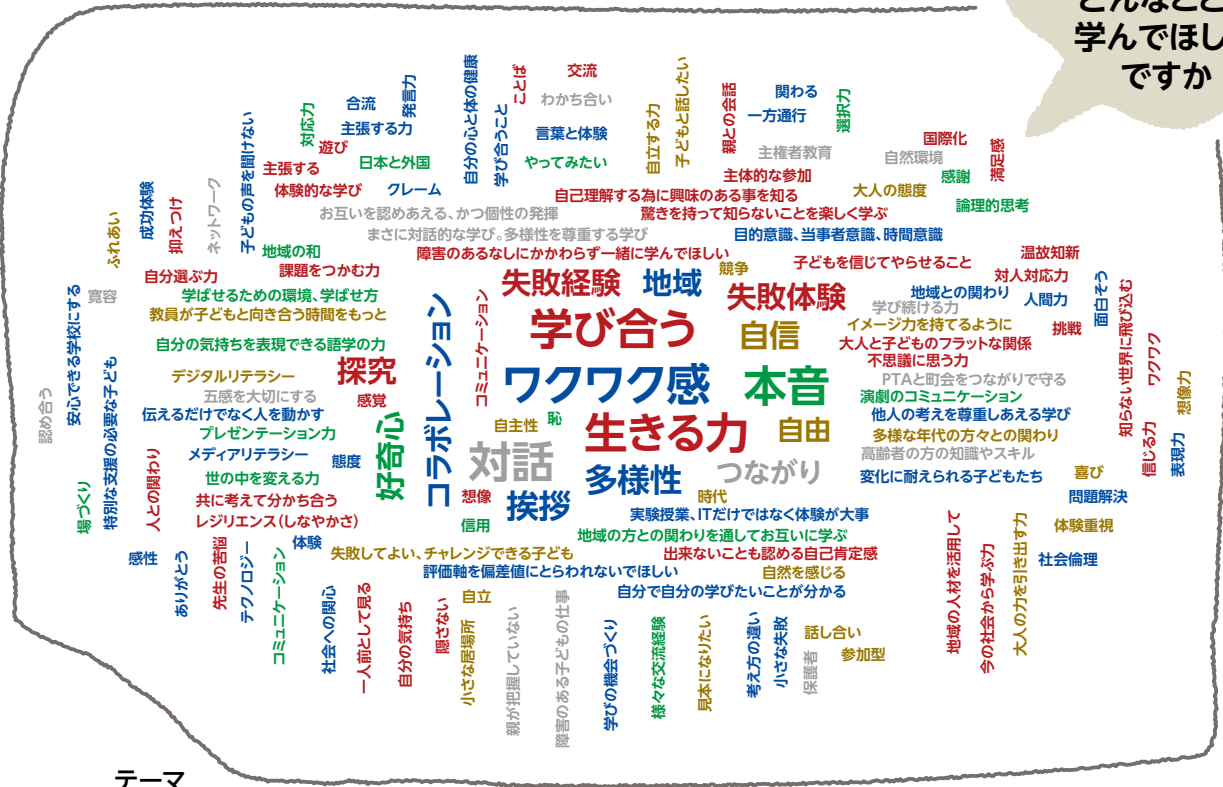 学んでほし
ですか
自分の心と体の健康
ことば
交流
わかち合い
発言力
合流
対応力
主張する力
遊び
日本と外国
主張する
体験的な学び
クレーム
学び合うこと
言葉と体験
やってみたい
自立する力
子どもと話したい
親との会話
関わる
一方通行
選択力
主権者教育
国際化
自然環境
満足感
感謝
主体的な参加
大人の態度
論理的思考
自己理解する為に興味のある事を知る
お互いを認めあえる、かつ個性の発揮
驚きを持って知らないことを楽しく学ぶ
まさに対話的な学び。多様性を尊重する学び
目的意識、当事者意識、時間意識
障害のあるなしにかかわらず一緒に学んでほしい
競争
子どもを信じてやらせること
温故知新
対人対応力
ふれあい
成功体験
抑えつけ
ネットワーク
子どもの声を聞けない
地域の和
自分選ぶ力
課題をつかむ力
寛容
学ばせるための環境、学ばせ方
教員が子どもと向き合う時間をもっと
自分の気持ちを表現できる語学の力
失敗経験
地域
失敗体験
地域との関わり
人間力
学び続ける力
面白そう
知らない世界に飛び込む
学び合う
自信
イメージ力を持てるように
挑戦
大人と子どものフラットな関係
不思議に思う力
ワクワク
安心できる学校にする
特別な支援の必要な子ども
認め合う
デジタルリテラシー
探究
五感を大切にする
感覚
伝えるだけでなく人を動かす
プレゼンテーション力
メディアリテラシー
態度
好奇心
コラボレーション
コミュニケーション
ワクワク感
本音
PTAと町会をつながりで守る
演劇のコミュニケーション
想像力
自主性
恥
生きる力
自由
他人の考えを尊重しあえる学び
多様な年代の方々との関わり
高齢者の方の知識やスキル
信じる力
表現力
対話
多様性
つながり
変化に耐えられる子どもたち
喜び
世の中を変える力
共に考えて分かち合う
レジリエンス(しなやかさ)
場づくり
人との関わり
想像
挨拶
時代
問題解決
信用
実験授業、ITだけではなく体験が大事
体験重視
地域の方との関わりを通してお互いに学ぶ
体験
失敗してよい、チャレンジできる子ども
出来ないことも認める自己肯定感
社会倫理
評価軸を偏差値にとらわれないでほしい
自然を感じる
自分で自分の学びたいことが分かる
感性
ありがとう
先生の苦悩
テクノロジー
コミュニケーション
社会への関心
一人前として見る
自分の気持ち
隠さない
自立
小さな居場所
親が把握していない
障害のある子どもの仕事
学びの機会づくり
様々な交流経験
見本になりたい
考え方の違い
小さな失敗
話し合い
保護者
参加型
地域の人材を活用して
今の社会から学ぶ力
大人の力を引き出す力
テーマ